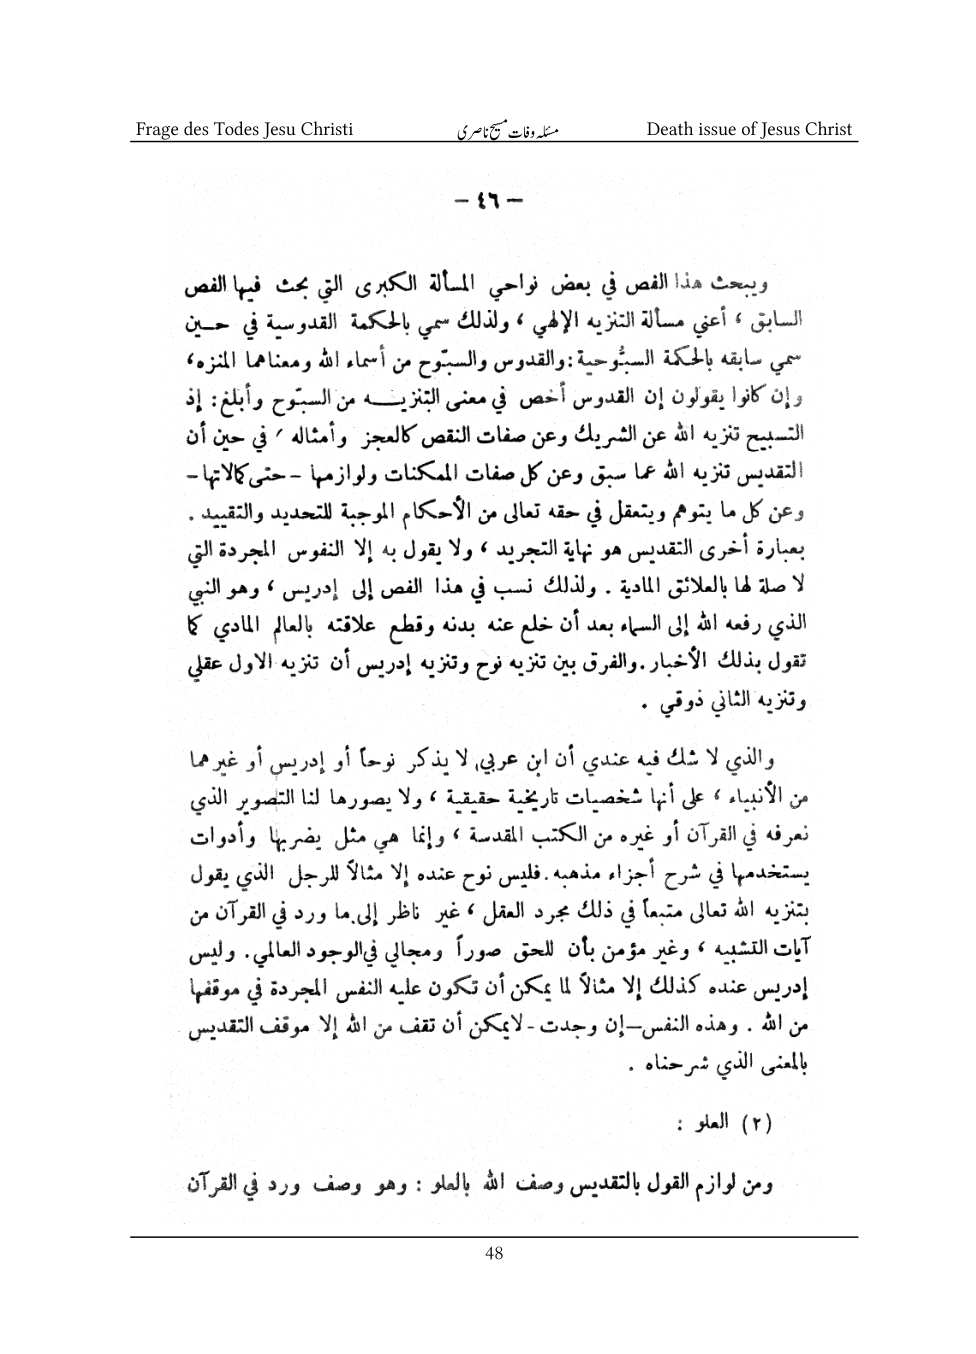 Frage des Todes Jesu Christi
مسئلہ وفات مسیح ناصری
Death issue of Jesus Christ
– ٤٦ –
ويبحث هذا الفص في بعض نواحي المسألة الكبرى التي بحث فيها الفص
السابق ، أعني مسألة التنزيه الإلهي ، ولذلك سمي بالحكمة القدوسية في حــين
سمي سابقه بالحكمة السبُّوحية : والقدوس والسبّوح من أسماء الله ومعناهما المنزه ،
وإن كانوا يقولون إن القدوس أخص في معنى التنزيــــه من السبّوح وأبلغ : إذ
التسبيح تنزيه الله عن الشريك وعن صفات النقص كالعجز وأمثاله ، في حين أن
التقديس تنزيه الله عما سبق وعن كل صفات الممكنات ولوازمها – حتى كمالاتها –
وعن كل ما يتوهم ويتعقل في حقه تعالى من الأحكام الموجبة للتحديد والتقييد .
بعبارة أخرى التقديس هو نهاية التجريد ، ولا يقول به إلا النفوس المجردة التي
لا صلة لها بالعلائق المادية . ولذلك نسب في هذا الفص إلى إدريس ، وهو النبي
الذي رفعه الله إلى السماء بعد أن خلع عنه بدنه وقطع علاقته بالعالم المادي كما
تقول بذلك الأخبار . والفرق بين تنزيه نوح وتنزيه إدريس أن تنزيه الاول عقلي
وتنزيه الثاني ذوقي .
والذي لا شك فيه عندي أن ابن عربي لا يذكر نوحاً أو إدريس أو غيرهما
من الأنبياء ، على أنها شخصيات تاريخية حقيقية ، ولا يصورها لنا التصوير الذي
نعرفه في القرآن أو غيره من الكتب المقدسة ، وإنما هي مثل يضربها وأدوات
يستخدمها في شرح أجزاء مذهبه . فليس نوح عنده إلا مثالاً للرجل الذي يقول
بتنزيه الله تعالى متبعاً في ذلك مجرد العقل ، غير ناظر إلى ما ورد في القرآن من
آيات التشبيه ، وغير مؤمن بأن للحق صوراً ومجالي في الوجود العالمي . وليس
إدريس عنده كذلك إلا مثالاً لما يمكن أن تكون عليه النفس المجردة في موقفها
من الله . وهذه النفس – إن وجدت - لا يمكن أن تقف من الله إلا موقف التقديس
بالمعنى الذي شرحناه .
(٢) العلو :
ومن لوازم القول بالتقديس وصف الله بالعلو : وهو وصف ورد في القرآن
48